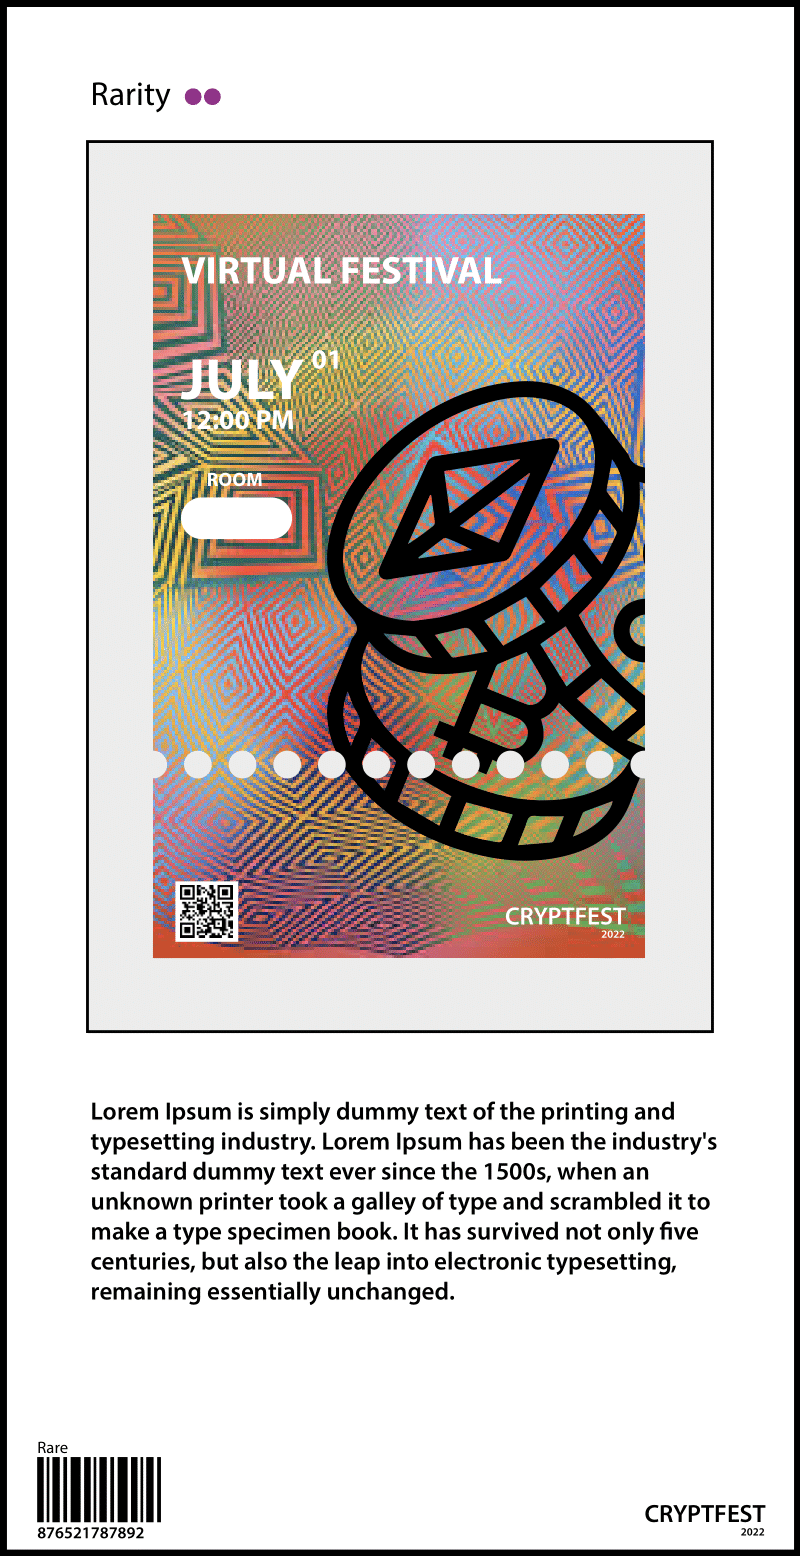 Rarity
VIRTUAL FESTIVAL
JULY 01
12:00 PM
ROOM
CRYPTFEST
2022
Lorem Ipsum is simply dummy text of the printing and
typesetting industry. Lorem Ipsum has been the industry's
standard dummy text ever since the 1500s, when an
unknown printer took a galley of type and scrambled it to
make a type specimen book. It has survived not only five
centuries, but also the leap into electronic typesetting,
remaining essentially unchanged.
Rare
876521787892
CRYPTFEST
2022